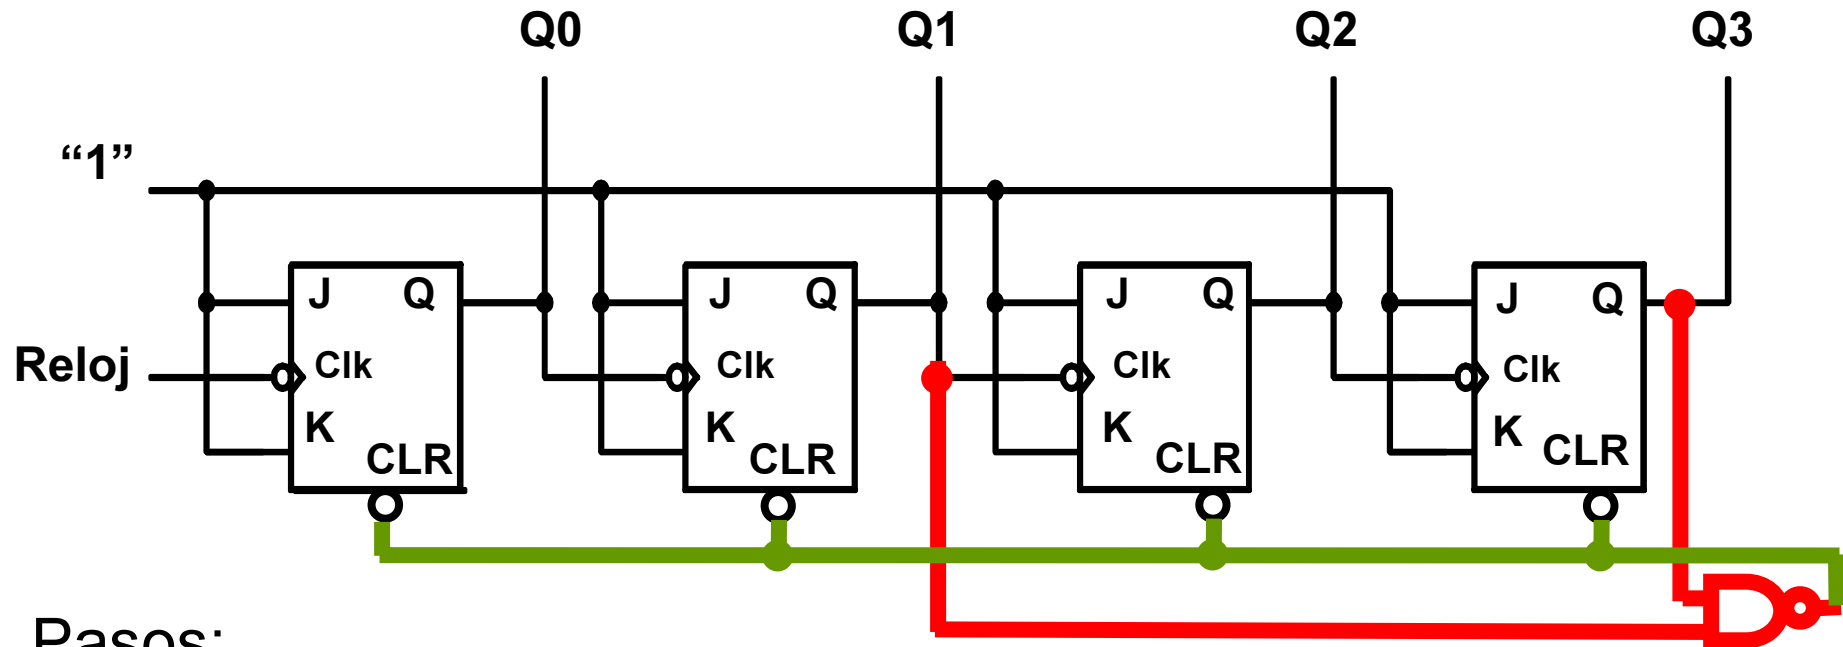 Q0 Q1 Q2 Q3
“1”
J Q J Q J Q J Q
Reloj Clk Clk Clk Clk
K K K K
CLR CLR CLR CLR
Pasos: